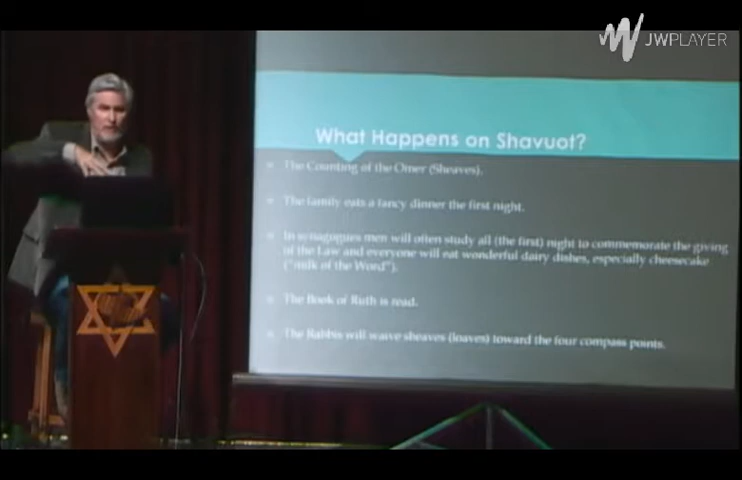 JWPLAYER
What Happens on Shavuot?
The Counting of the Omer (Sheaves).
The family eats a fancy dinner the first night.
In synagogues men will often study all (the first) night to commemorate the giving
of the Law and everyone will eat wonderful dairy dishes, especially cheesecake
("milk of the Word").
The Book of Ruth is read.
The Rabbis will waive sheaves (loaves) toward the four compass points.